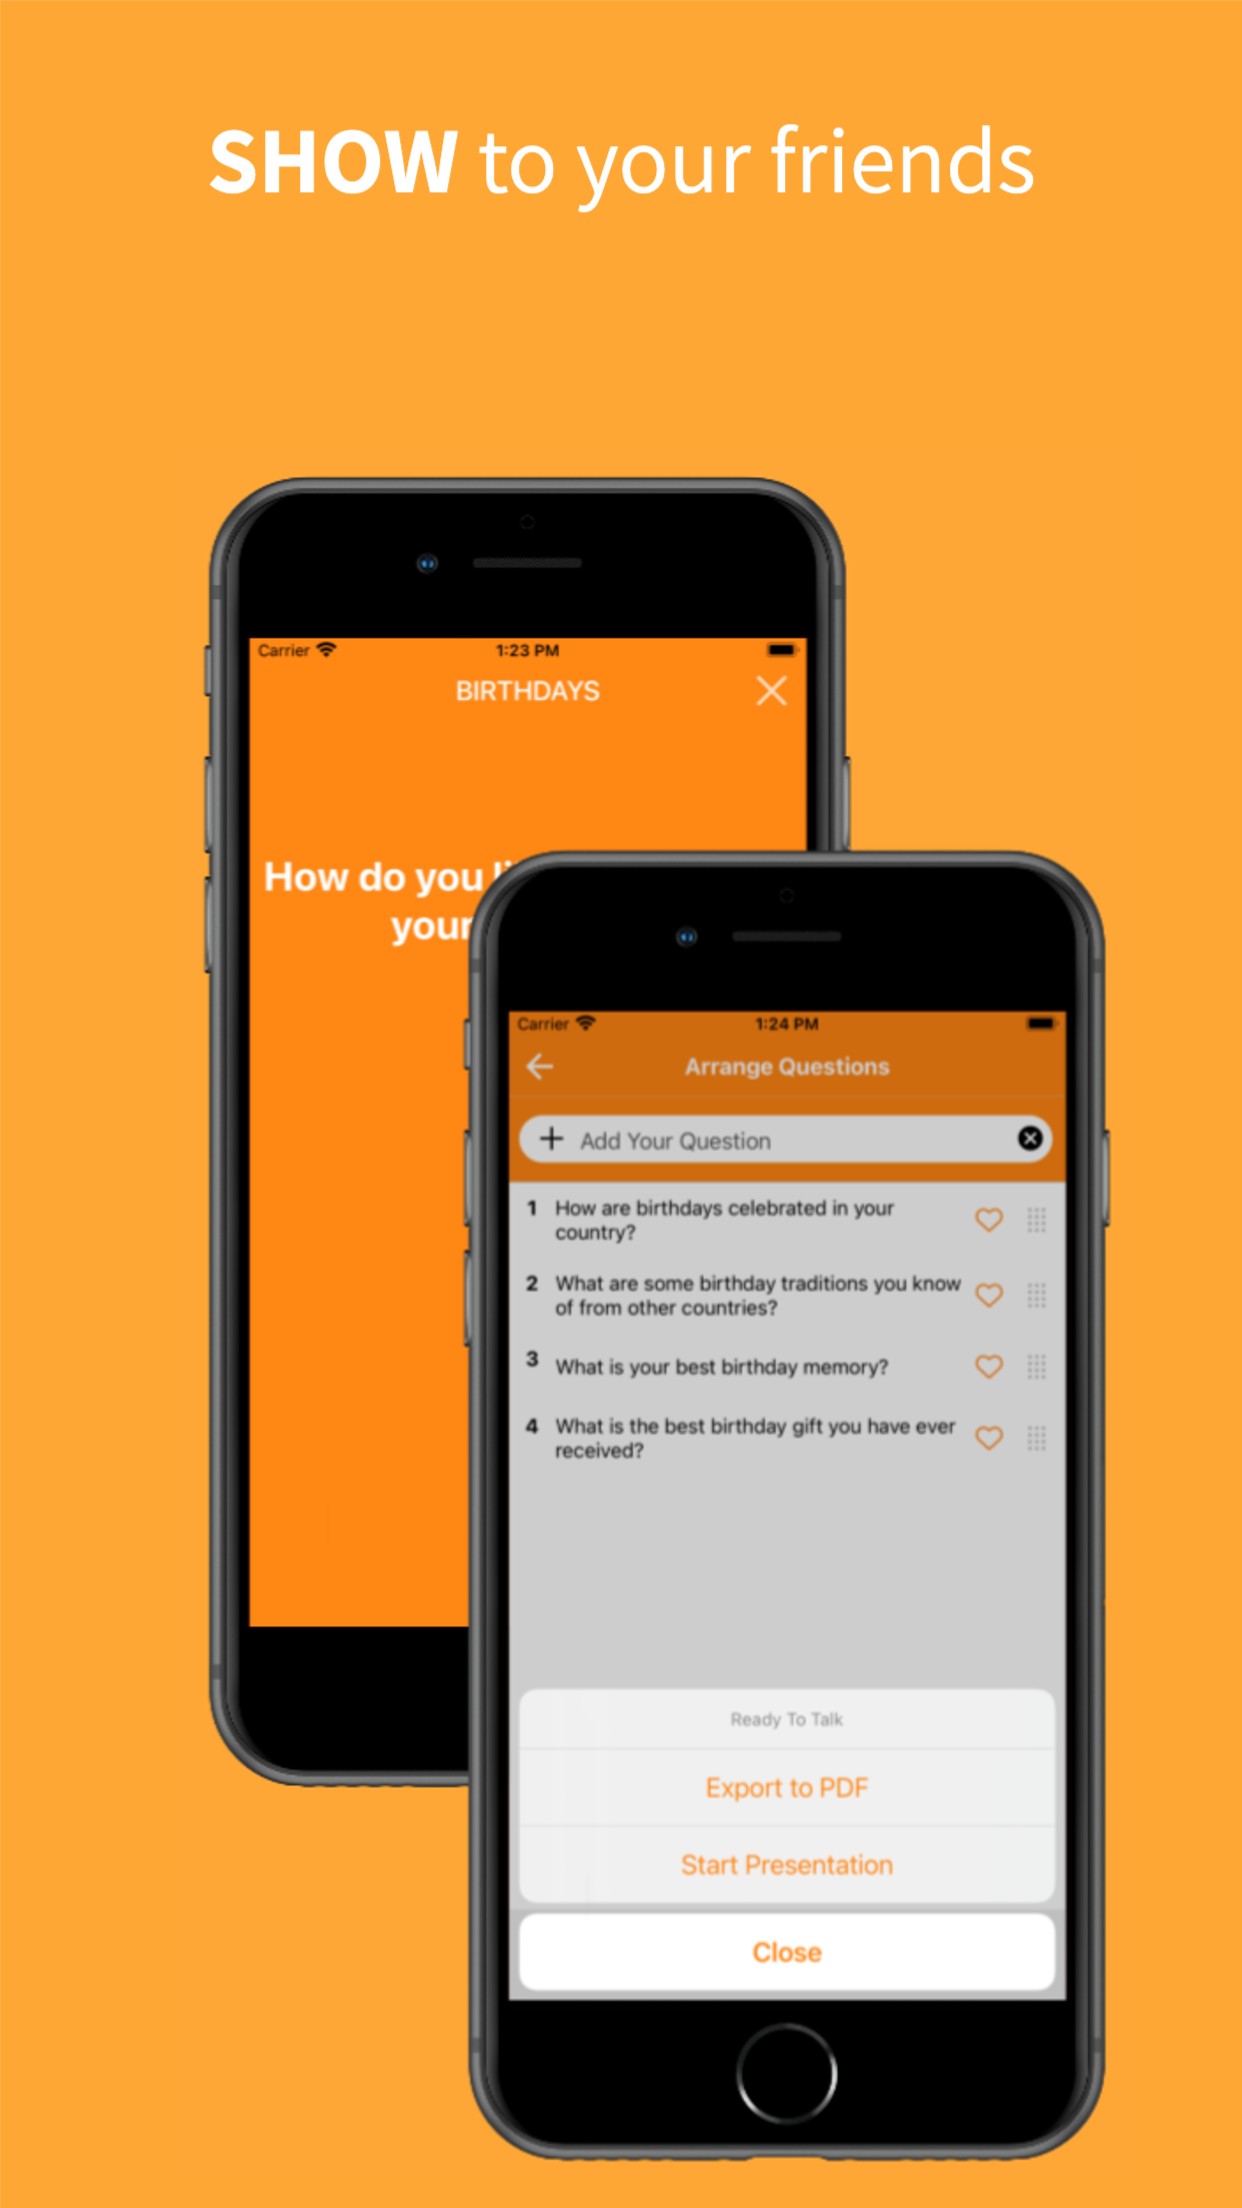 SHOW to your friends
Carrier
1:23 PM
BIRTHDAYS
How do you
your
Carrier
1:24 PM
Arrange Questions
Add Your Question
1 How are birthdays celebrated in your
country?
2 What are some birthday traditions you know
of from other countries?
3 What is your best birthday memory?
4 What is the best birthday gift you have ever
received?
Ready To Talk
Export to PDF
Start Presentation
Close